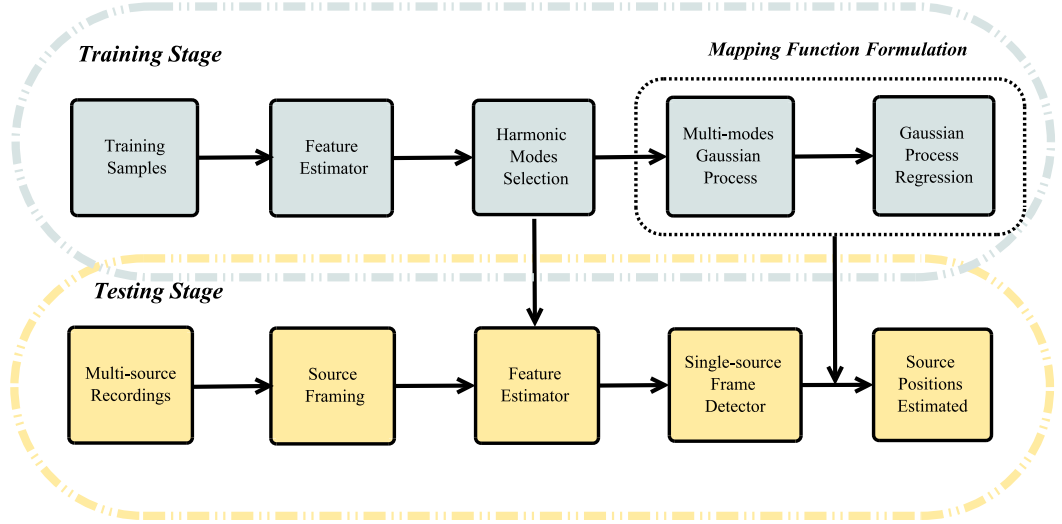 Training Stage
Mapping Function Formulation
Training
Samples
Feature
Estimator
Harmonic
Modes
Selection
Multi-modes
Gaussian
Process
Gaussian
Process
Regression
Testing Stage
Multi-source
Recordings
Source
Framing
Feature
Estimator
Single-source
Frame
Detector
Source
Positions
Estimated